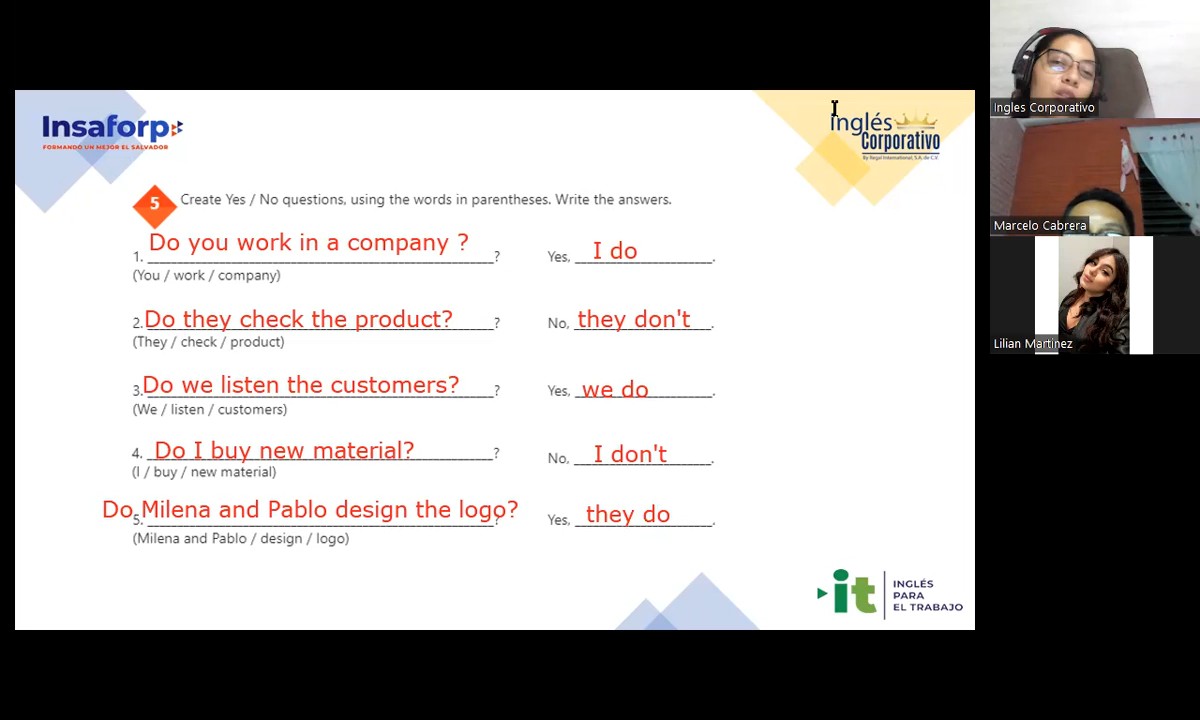 Insaforp
FORMANDO UN MEJOR EL SALVADOR
Inglés
Corporativo
By Regal International, S.A. de C.V.
5 Create Yes / No questions, using the words in parentheses. Write the answers.
1. Do you work in a company ? ? Yes, I do.
(You / work / company)
2. Do they check the product? ? No, they don't.
(They / check / product)
3. Do we listen the customers? ? Yes, we do.
(We / listen / customers)
4. Do I buy new material? ? No, I don't.
(I / buy / new material)
5. Do Milena and Pablo design the logo? ? Yes, they do.
(Milena and Pablo / design / logo)
it
INGLÉS
PARA
EL TRABAJO
Ingles Corporativo
Marcelo Cabrera
Lilian Martinez